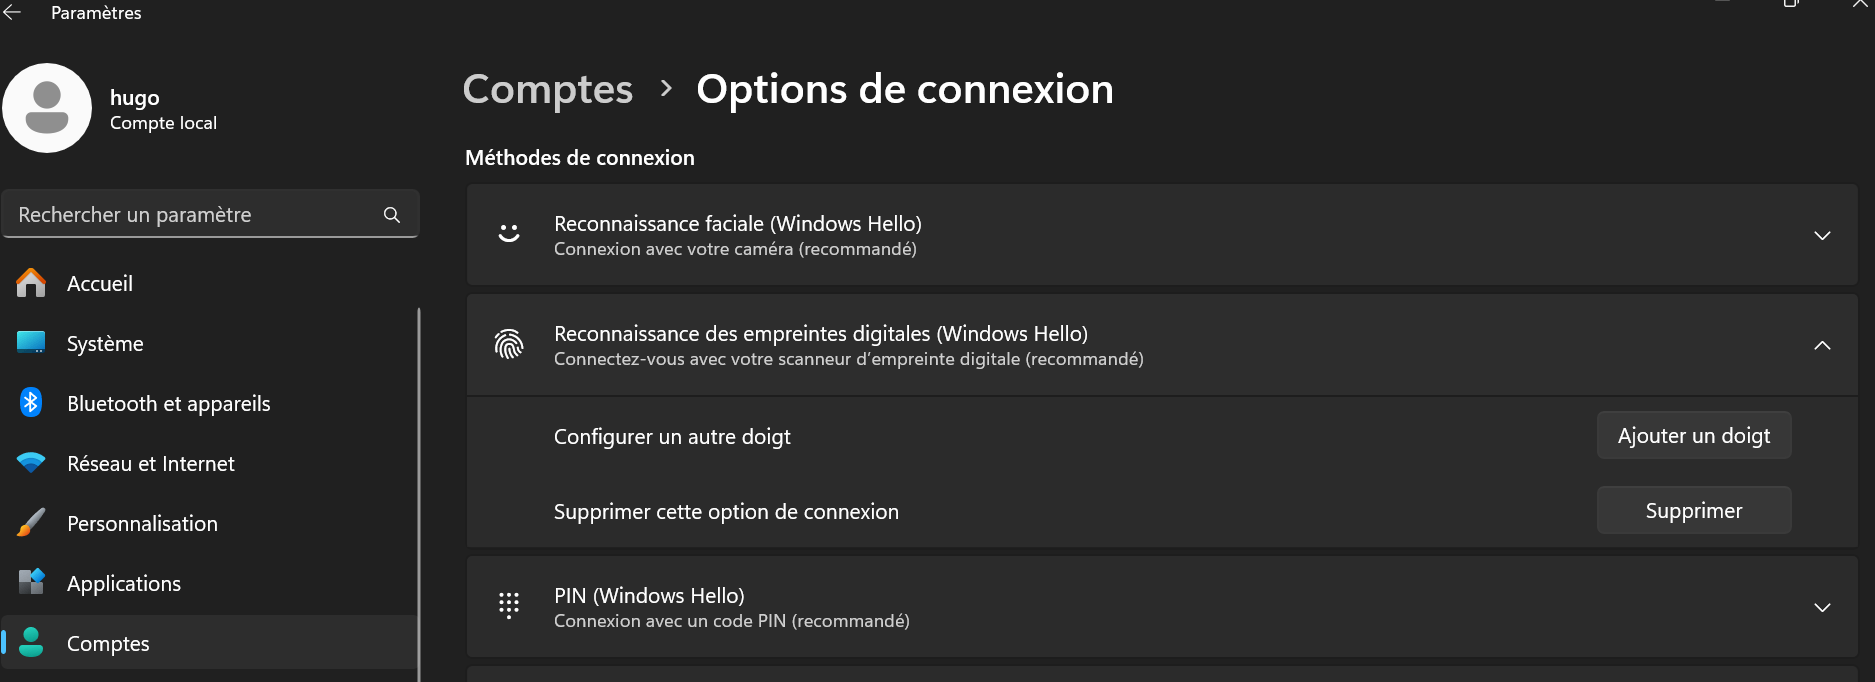 Paramètres
hugo
Compte local
Rechercher un paramètre
Accueil
Système
Bluetooth et appareils
Réseau et Internet
Personnalisation
Applications
Comptes
Comptes > Options de connexion
Méthodes de connexion
Reconnaissance faciale (Windows Hello)
Connexion avec votre caméra (recommandé)
Reconnaissance des empreintes digitales (Windows Hello)
Connectez-vous avec votre scanneur d’empreinte digitale (recommandé)
Configurer un autre doigt
Ajouter un doigt
Supprimer cette option de connexion
Supprimer
PIN (Windows Hello)
Connexion avec un code PIN (recommandé)